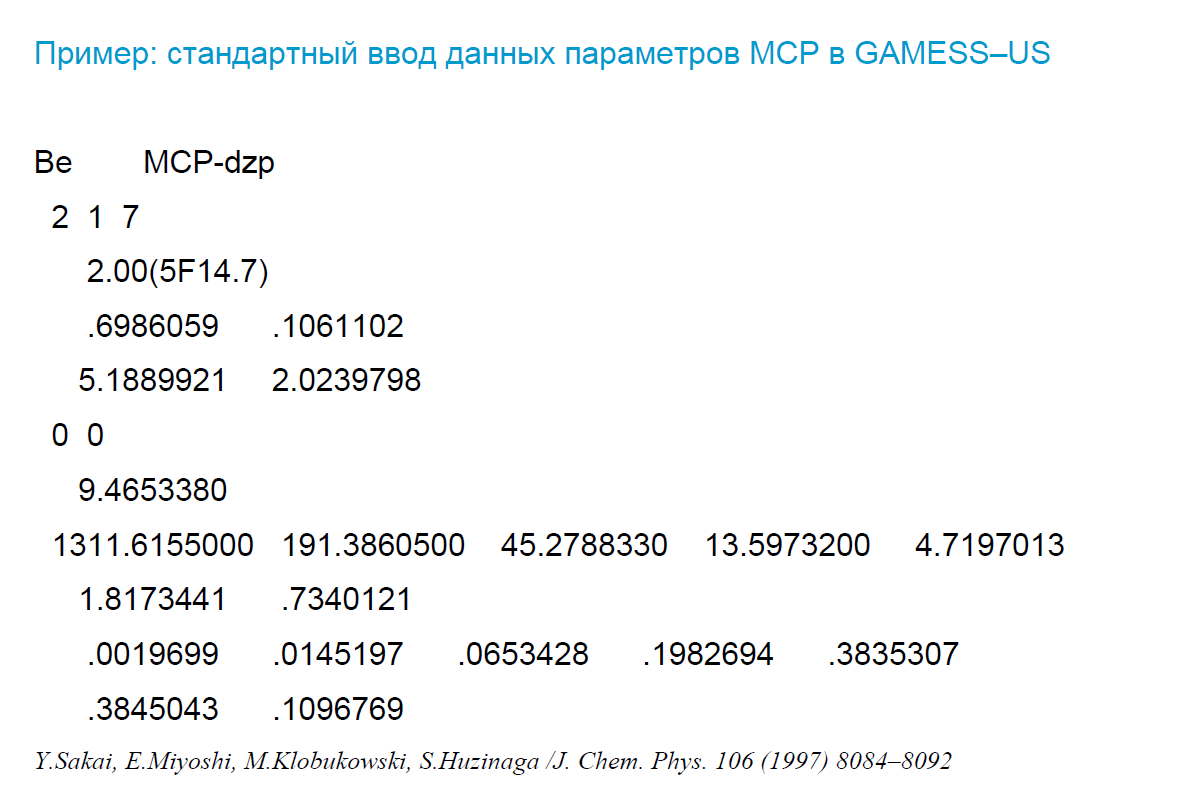 Пример: стандартный ввод данных параметров MCP в GAMESS–US
Be MCP-dzp
2 1 7
2.00(5F14.7)
.6986059 .1061102
5.1889921 2.0239798
0 0
9.4653380
1311.6155000 191.3860500 45.2788330 13.5973200 4.7197013
1.8173441 .7340121
.0019699 .0145197 .0653428 .1982694 .3835307
.3845043 .1096769
Y.Sakai, E.Miyoshi, M.Klobukowski, S.Huzinaga /J. Chem. Phys. 106 (1997) 8084–8092